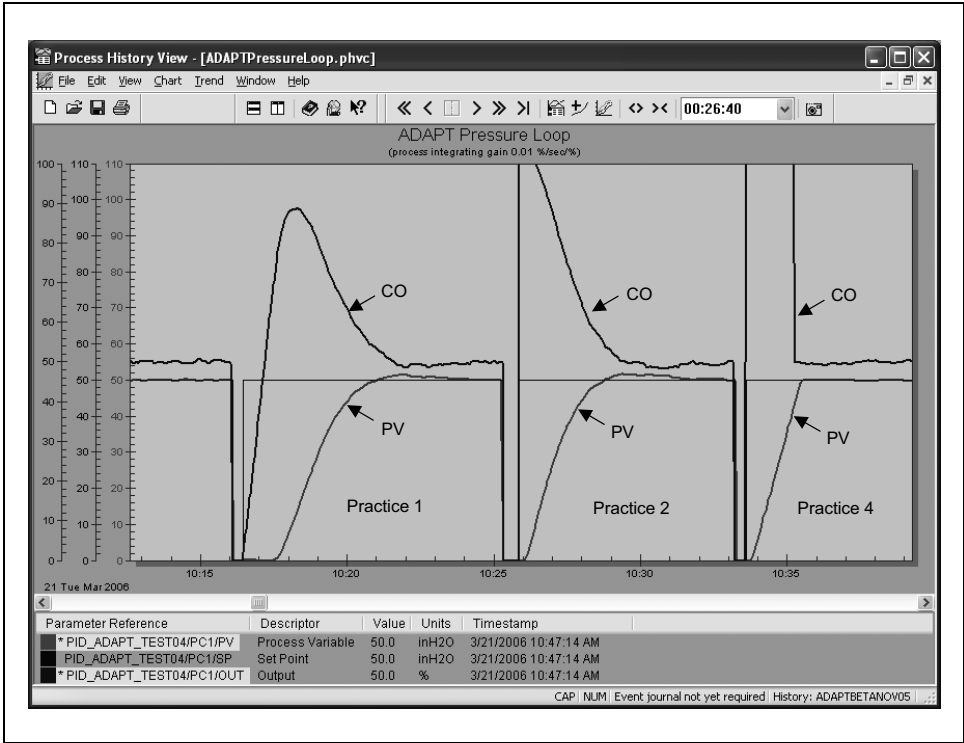 Process History View - [ADAPTPressureLoop.phvc]
File Edit View Chart Trend Window Help
00:26:40
ADAPT Pressure Loop
(process integrating gain 0.01 %/sec/%)
100 110 110
90 100 100
80 90 90
70 80 80
60 70 70
50 60 60
40 50 50
30 40 40
20 30 30
10 20 20
0 10 10
0 0
CO
CO
CO
PV
PV
PV
Practice 1
Practice 2
Practice 4
10:15 10:20 10:25 10:30 10:35
21 Tue Mar 2006
Parameter Reference Descriptor Value Units Timestamp
* PID_ADAPT_TEST04/PC1/PV Process Variable 50.0 inH2O 3/21/2006 10:47:14 AM
PID_ADAPT_TEST04/PC1/SP Set Point 50.0 inH2O 3/21/2006 10:47:14 AM
* PID_ADAPT_TEST04/PC1/OUT Output 50.0 % 3/21/2006 10:47:14 AM
CAP NUM Event journal not yet required History: ADAPTBETANOV05